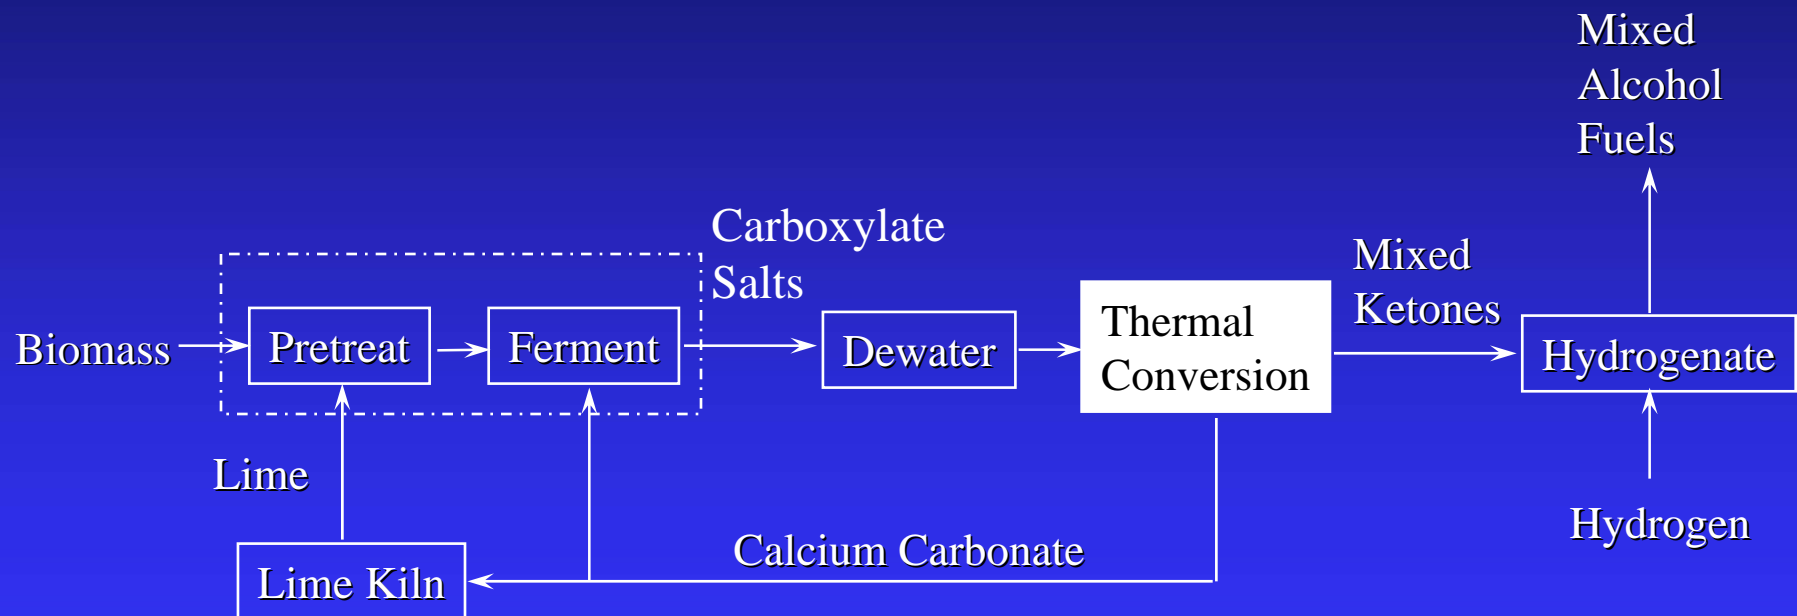 Mixed
Alcohol
Fuels
Carboxylate
Salts
Mixed
Ketones
Biomass
Pretreat
Ferment
Dewater
Thermal
Conversion
Hydrogenate
Lime
Hydrogen
Calcium Carbonate
Lime Kiln